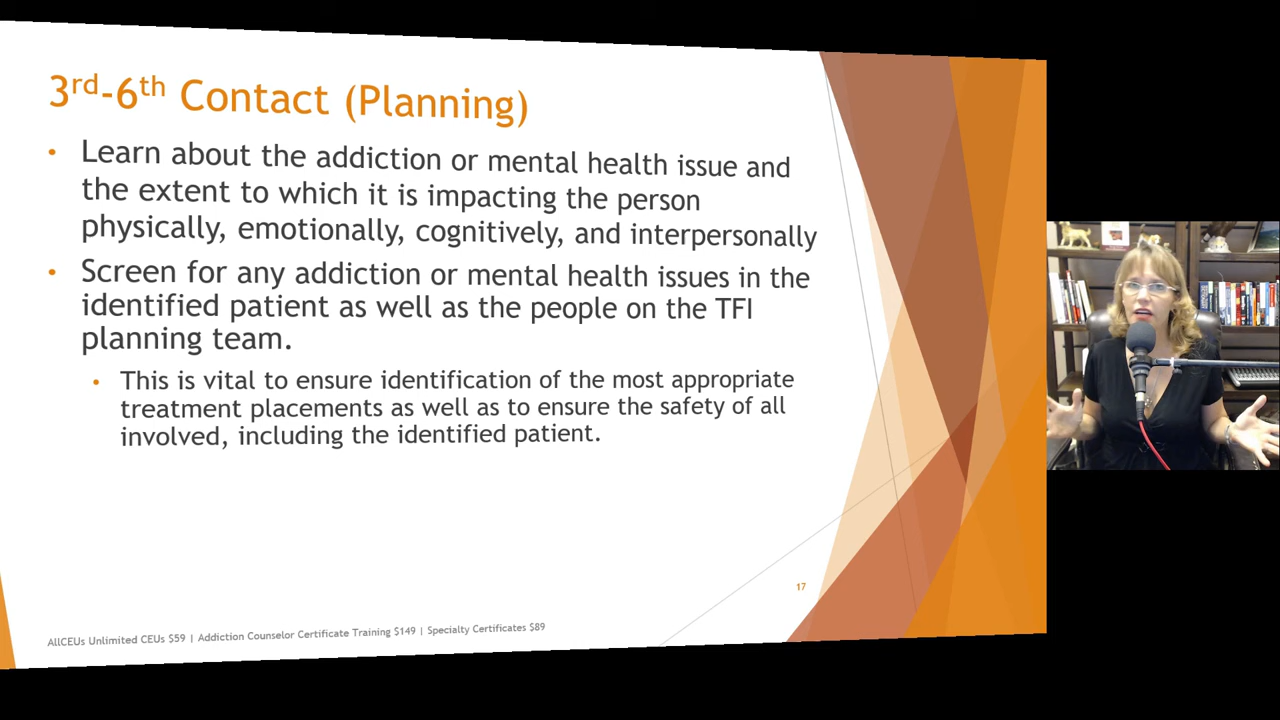 3rd-6th Contact (Planning)
• Learn about the addiction or mental health issue and
the extent to which it is impacting the person
physically, emotionally, cognitively, and interpersonally
• Screen for any addiction or mental health issues in the
identified patient as well as the people on the TFI
planning team.
• This is vital to ensure identification of the most appropriate
treatment placements as well as to ensure the safety of all
involved, including the identified patient.
17
AllCEUs Unlimited CEUs $59 | Addiction Counselor Certificate Training $149 | Specialty Certificates $89